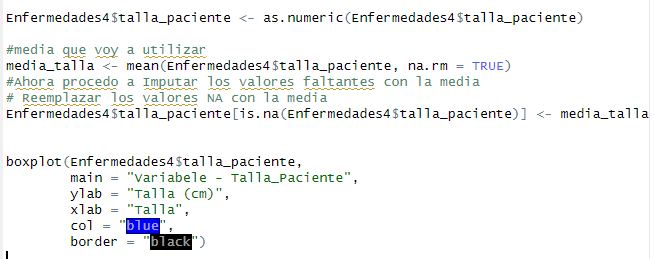 Enfermedades4$talla_paciente <- as.numeric(Enfermedades4$talla_paciente)
#media que voy a utilizar
media_talla <- mean(Enfermedades4$talla_paciente, na.rm = TRUE)
#Ahora procedo a Imputar los valores faltantes con la media
# Reemplazar los valores NA con la media
Enfermedades4$talla_paciente[is.na(Enfermedades4$talla_paciente)] <- media_talla
boxplot(Enfermedades4$talla_paciente,
main = "Variabele - Talla_Paciente",
ylab = "Talla (cm)",
xlab = "Talla",
col = "blue",
border = "black")